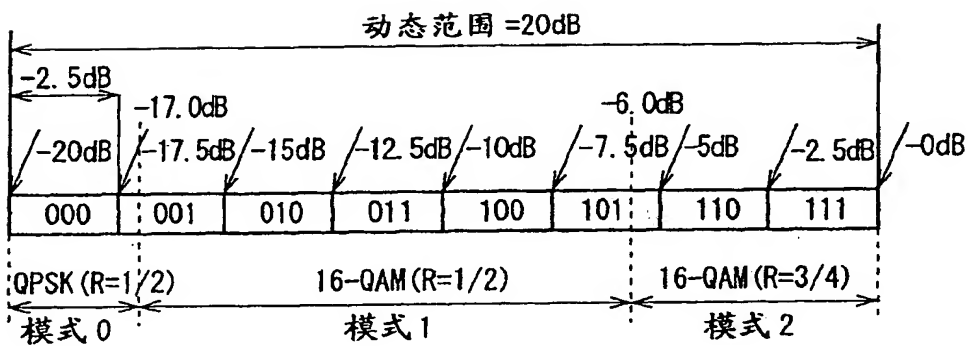 动态范围=20dB
-2.5dB
-17.0dB
-6.0dB
-20dB -17.5dB -15dB -12.5dB -10dB -7.5dB -5dB -2.5dB -0dB
000 001 010 011 100 101 110 111
QPSK(R=1/2) 16-QAM(R=1/2) 16-QAM(R=3/4)
模式0 模式1 模式2